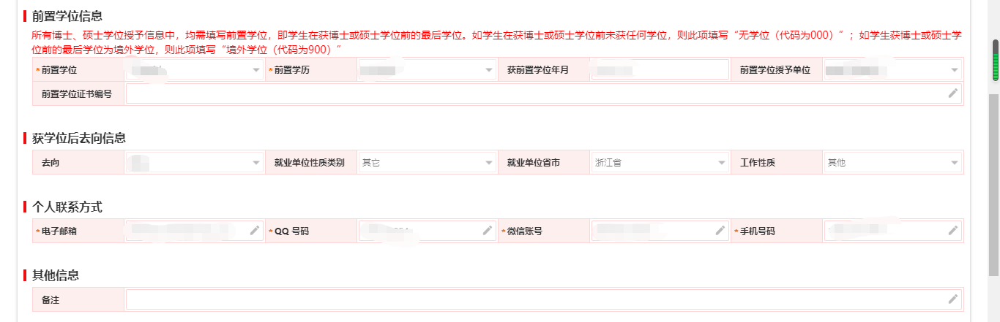 前置学位信息
所有博士、硕士学位授予信息中，均需填写前置学位，即学生在获博士或硕士学位前的最后学位。如学生在获博士或硕士学位前未获任何学位，则此项填写“无学位（代码为000）”；如学生获博士或硕士学
位前的最后学位为境外学位，则此项填写“境外学位（代码为900）”
*前置学位 *前置学历 获前置学位年月 前置学位授予单位
前置学位证书编号
获学位后去向信息
去向 就业单位性质类别 其它 就业单位省市 浙江省 工作性质 其他
个人联系方式
*电子邮箱 *QQ 号码 *微信账号 *手机号码
其他信息
备注